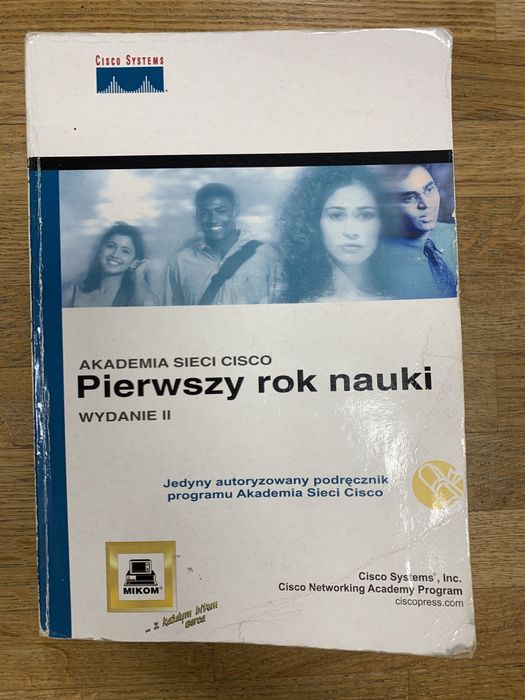 CISCO SYSTEMS
AKADEMIA SIECI CISCO
Pierwszy rok nauki
WYDANIE II
Jedyny autoryzowany podręcznik
programu Akademia Sieci Cisco
MIKOM®
... z każdym bitem
serca
Cisco Systems®, Inc.
Cisco Networking Academy Program
ciscopress.com